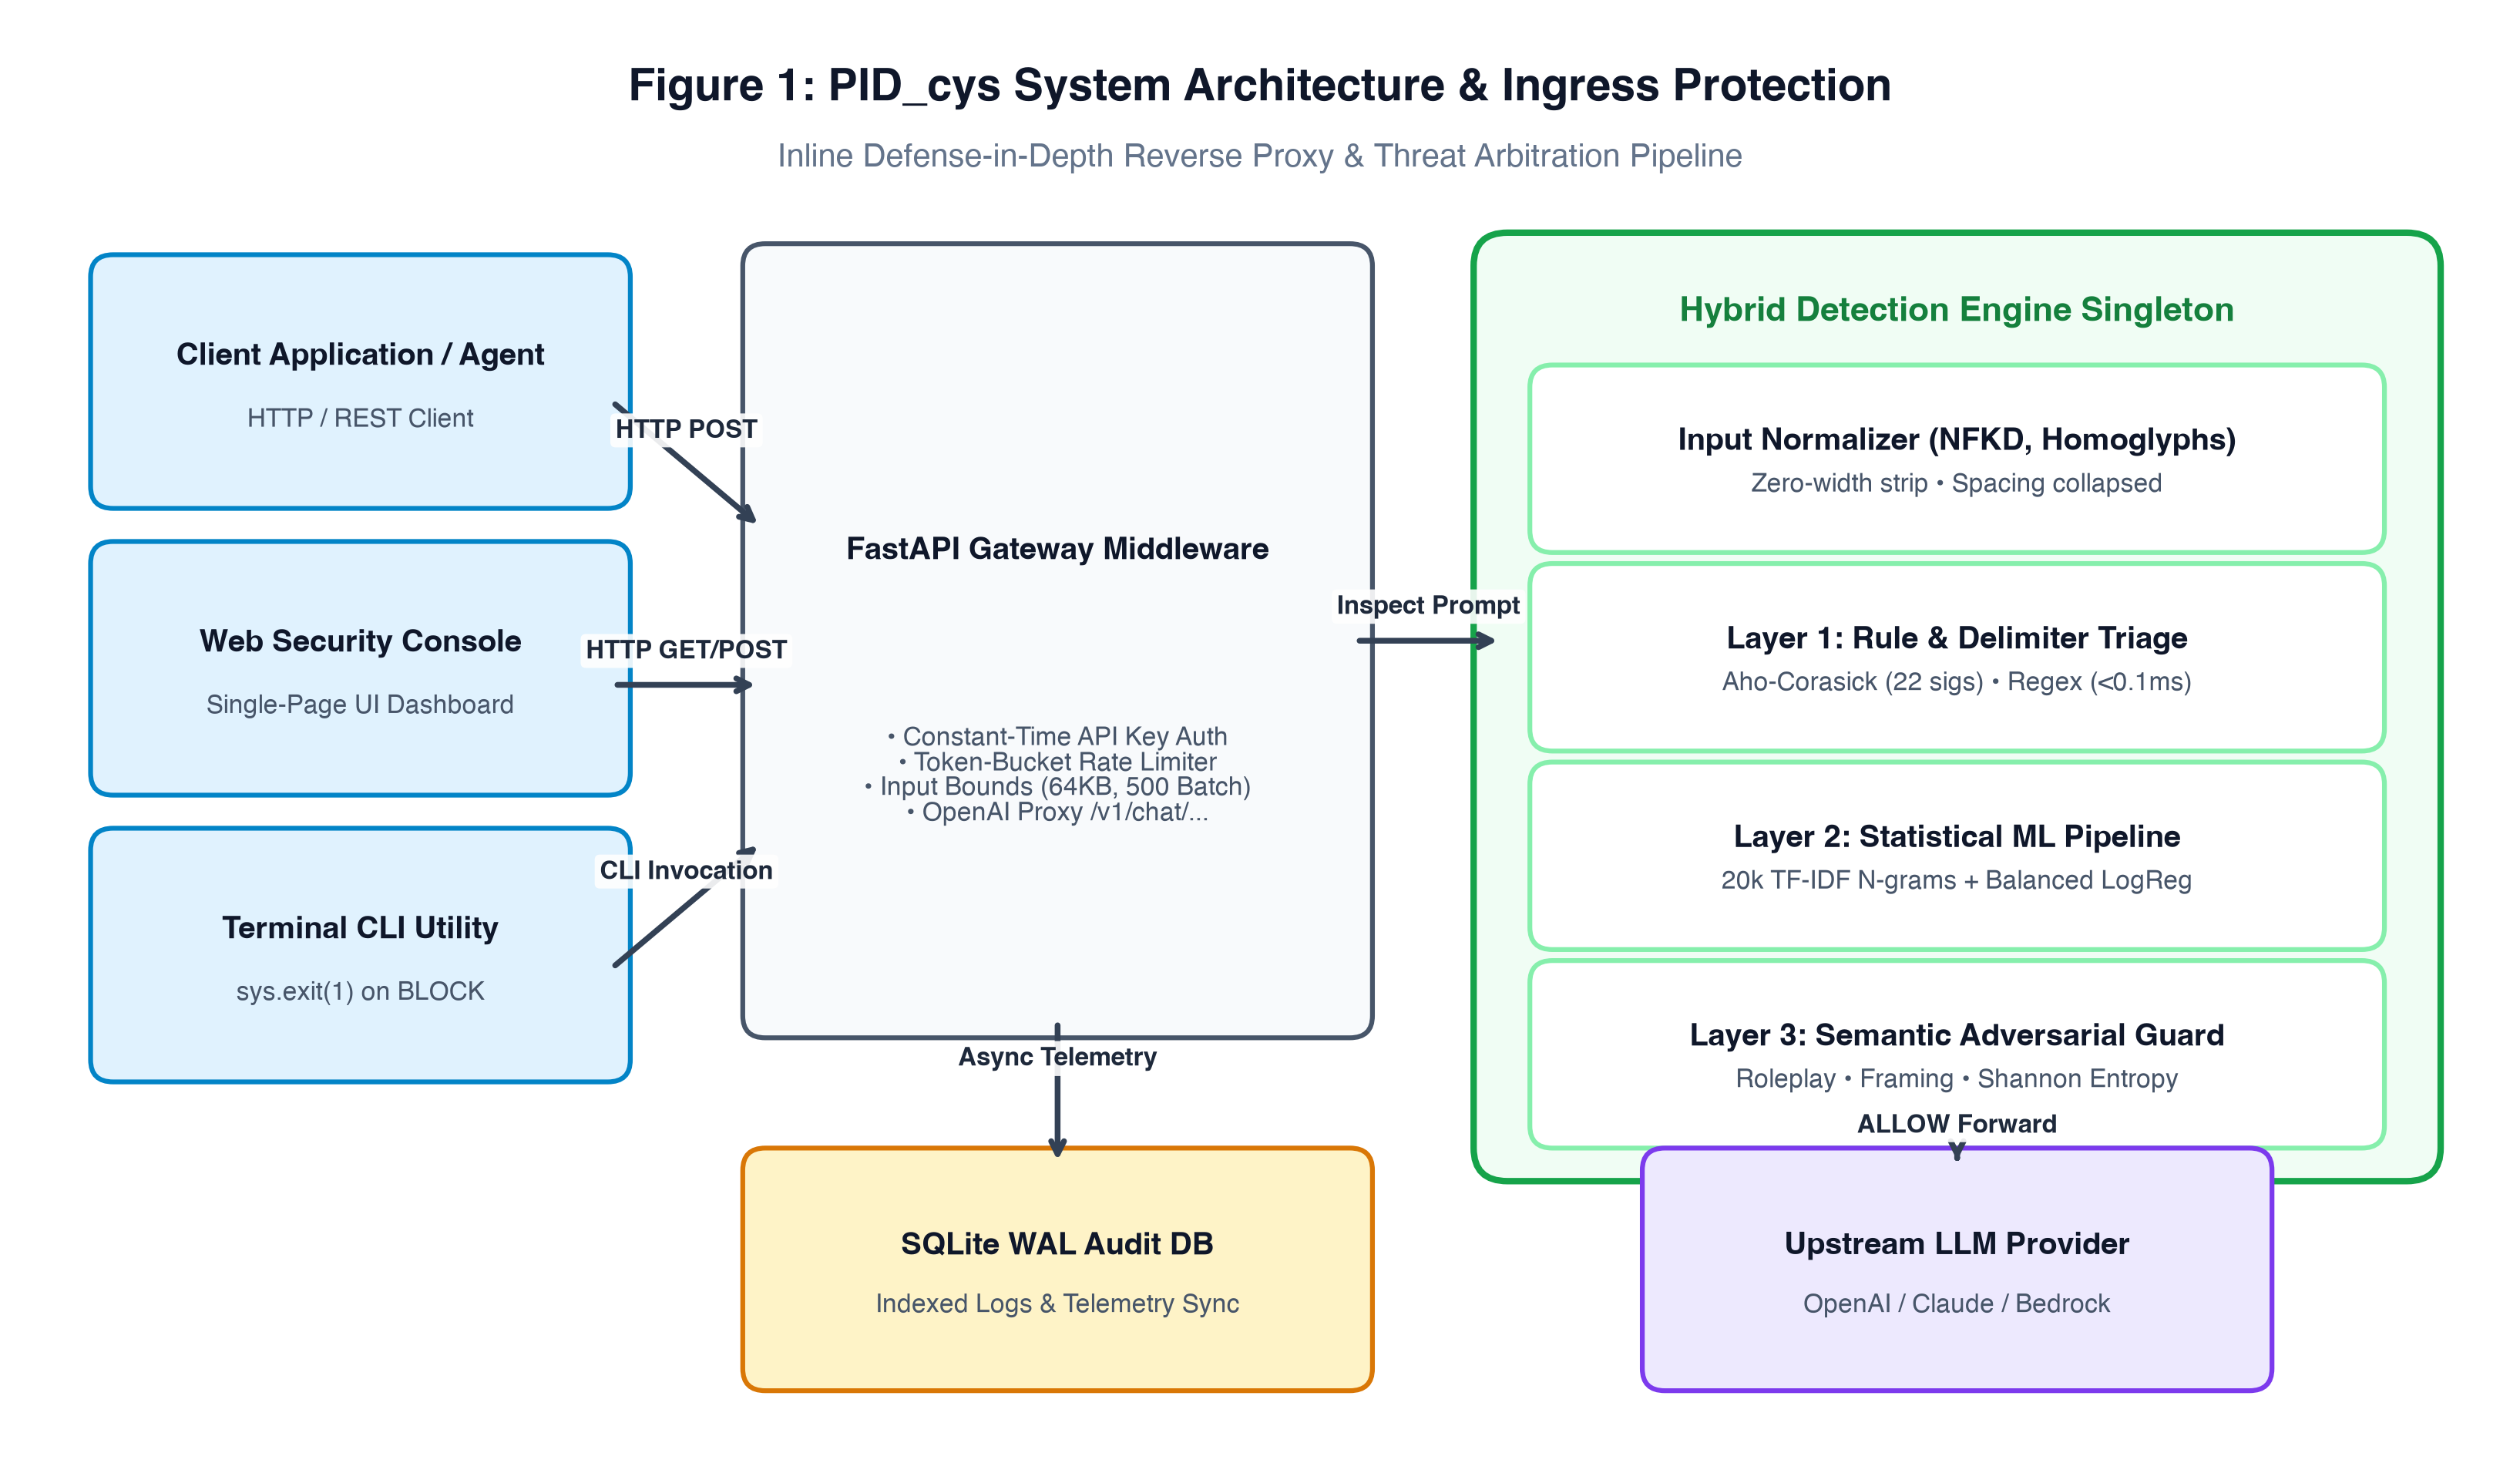 Figure 1: PID_cys System Architecture & Ingress Protection
Inline Defense-in-Depth Reverse Proxy & Threat Arbitration Pipeline
Client Application / Agent
HTTP / REST Client
HTTP POST
Web Security Console
Single-Page UI Dashboard
HTTP GET/POST
Terminal CLI Utility
sys.exit(1) on BLOCK
CLI Invocation
FastAPI Gateway Middleware
• Constant-Time API Key Auth
• Token-Bucket Rate Limiter
• Input Bounds (64KB, 500 Batch)
• OpenAI Proxy /v1/chat/...
Inspect Prompt
Async Telemetry
SQLite WAL Audit DB
Indexed Logs & Telemetry Sync
Hybrid Detection Engine Singleton
Input Normalizer (NFKD, Homoglyphs)
Zero-width strip • Spacing collapsed
Layer 1: Rule & Delimiter Triage
Aho-Corasick (22 sigs) • Regex (<0.1ms)
Layer 2: Statistical ML Pipeline
20k TF-IDF N-grams + Balanced LogReg
Layer 3: Semantic Adversarial Guard
Roleplay • Framing • Shannon Entropy
ALLOW Forward
Upstream LLM Provider
OpenAI / Claude / Bedrock